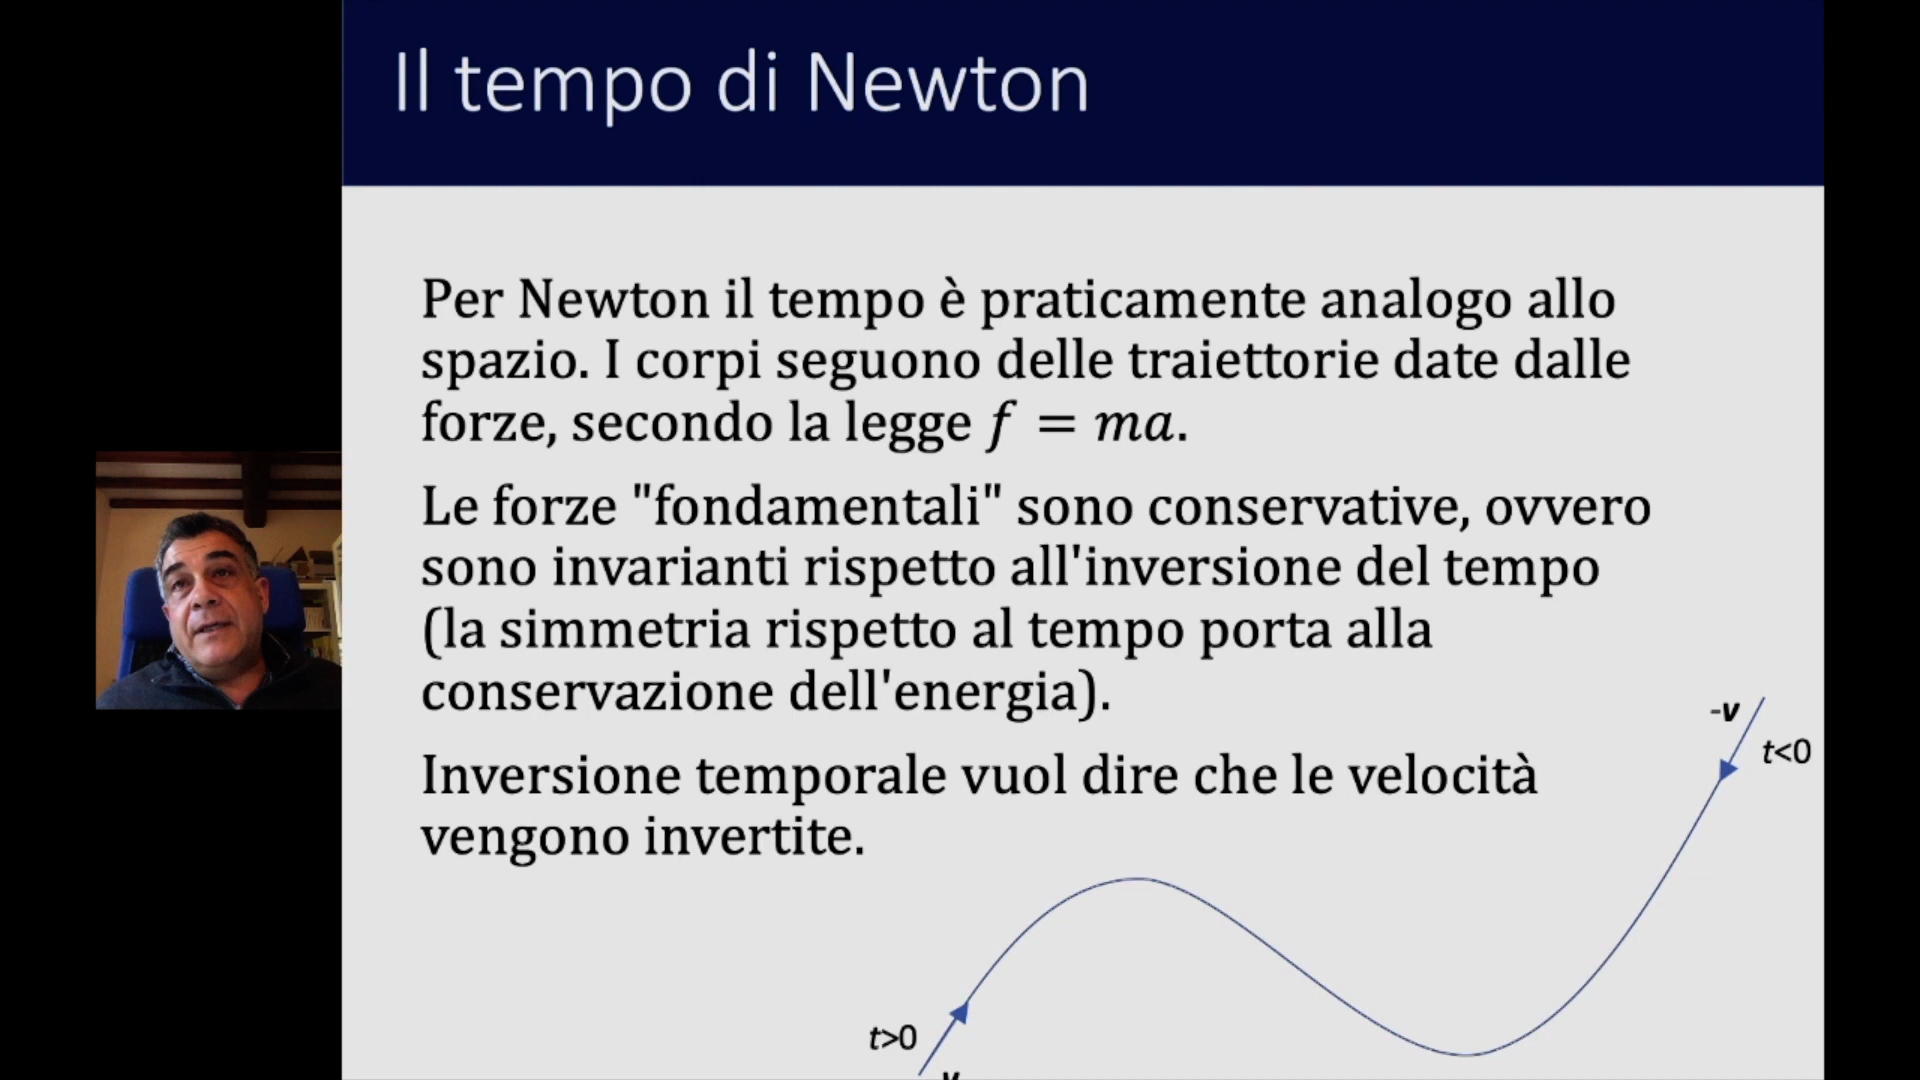 Il tempo di Newton
Per Newton il tempo è praticamente analogo allo
spazio. I corpi seguono delle traiettorie date dalle
forze, secondo la legge f = ma.
Le forze "fondamentali" sono conservative, ovvero
sono invarianti rispetto all'inversione del tempo
(la simmetria rispetto al tempo porta alla
conservazione dell'energia).
Inversione temporale vuol dire che le velocità
vengono invertite.
-v
t<0
t>0
v